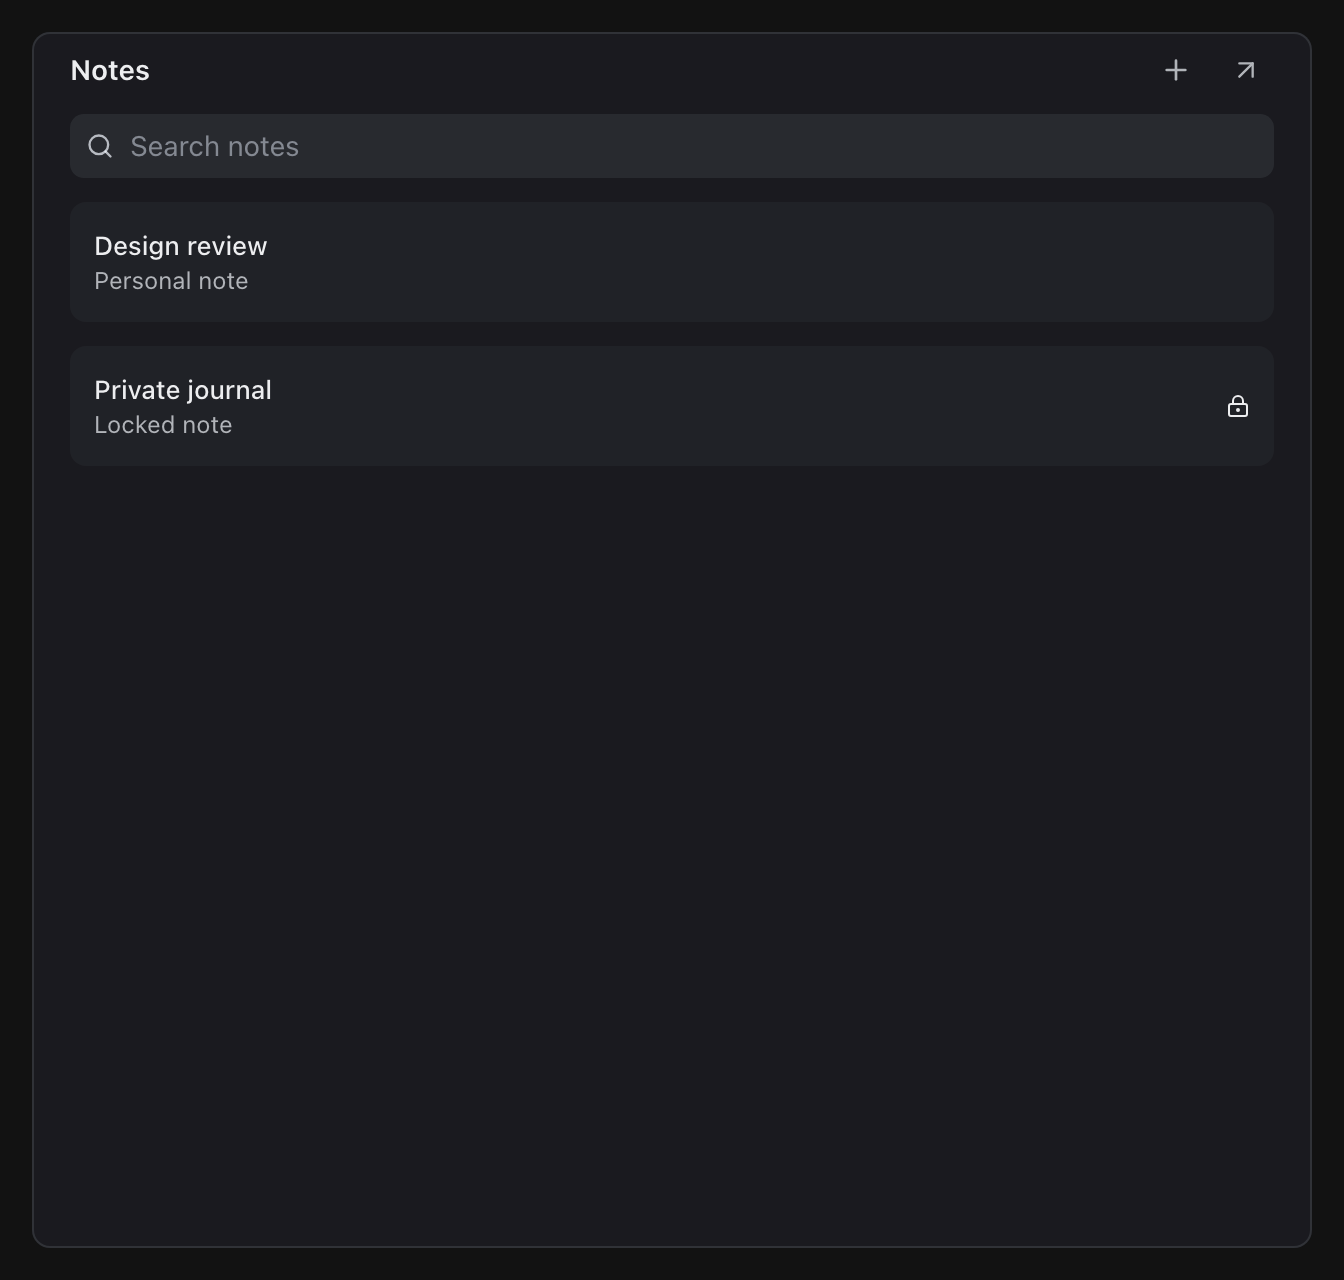 Notes
Search notes
Design review
Personal note
Private journal
Locked note